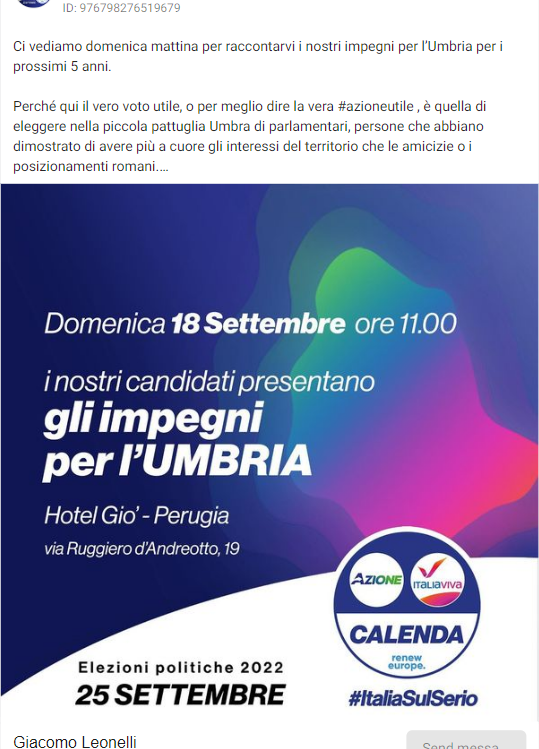 ID: 976798276519679
Ci vediamo domenica mattina per raccontarvi i nostri impegni per l'Umbria per i
prossimi 5 anni.
Perché qui il vero voto utile, o per meglio dire la vera #azioneutile , è quella di
eleggere nella piccola pattuglia Umbra di parlamentari, persone che abbiano
dimostrato di avere più a cuore gli interessi del territorio che le amicizie o i
posizionamenti romani....
Domenica 18 Settembre ore 11.00
i nostri candidati presentano
gli impegni
per l'UMBRIA
Hotel Gio' - Perugia
via Ruggiero d'Andreotto, 19
AZIONE
ITALIAVIVA
CALENDA
renew
europe.
Elezioni politiche 2022
25 SETTEMBRE
#ItaliaSulSerio
Giacomo Leonelli
Send messa